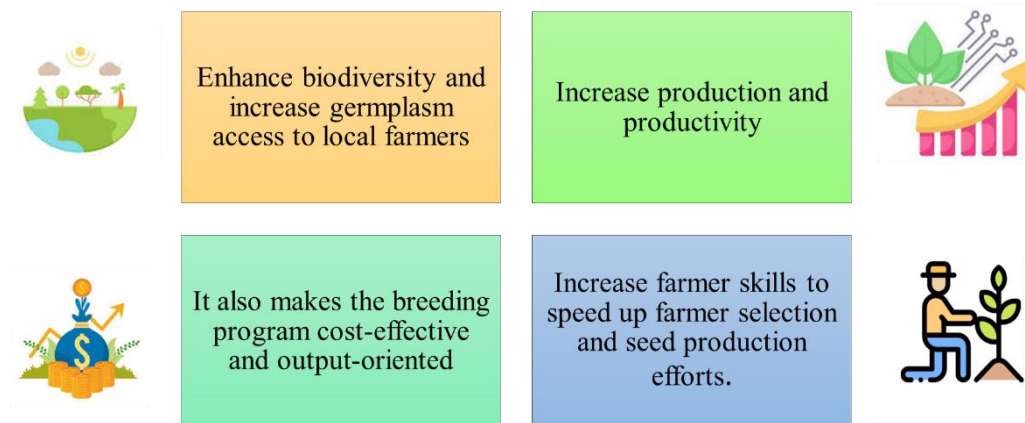 Enhance biodiversity and
increase germplasm
access to local farmers
Increase production and
productivity
It also makes the breeding
program cost-effective
and output-oriented
Increase farmer skills to
speed up farmer selection
and seed production
efforts.
$